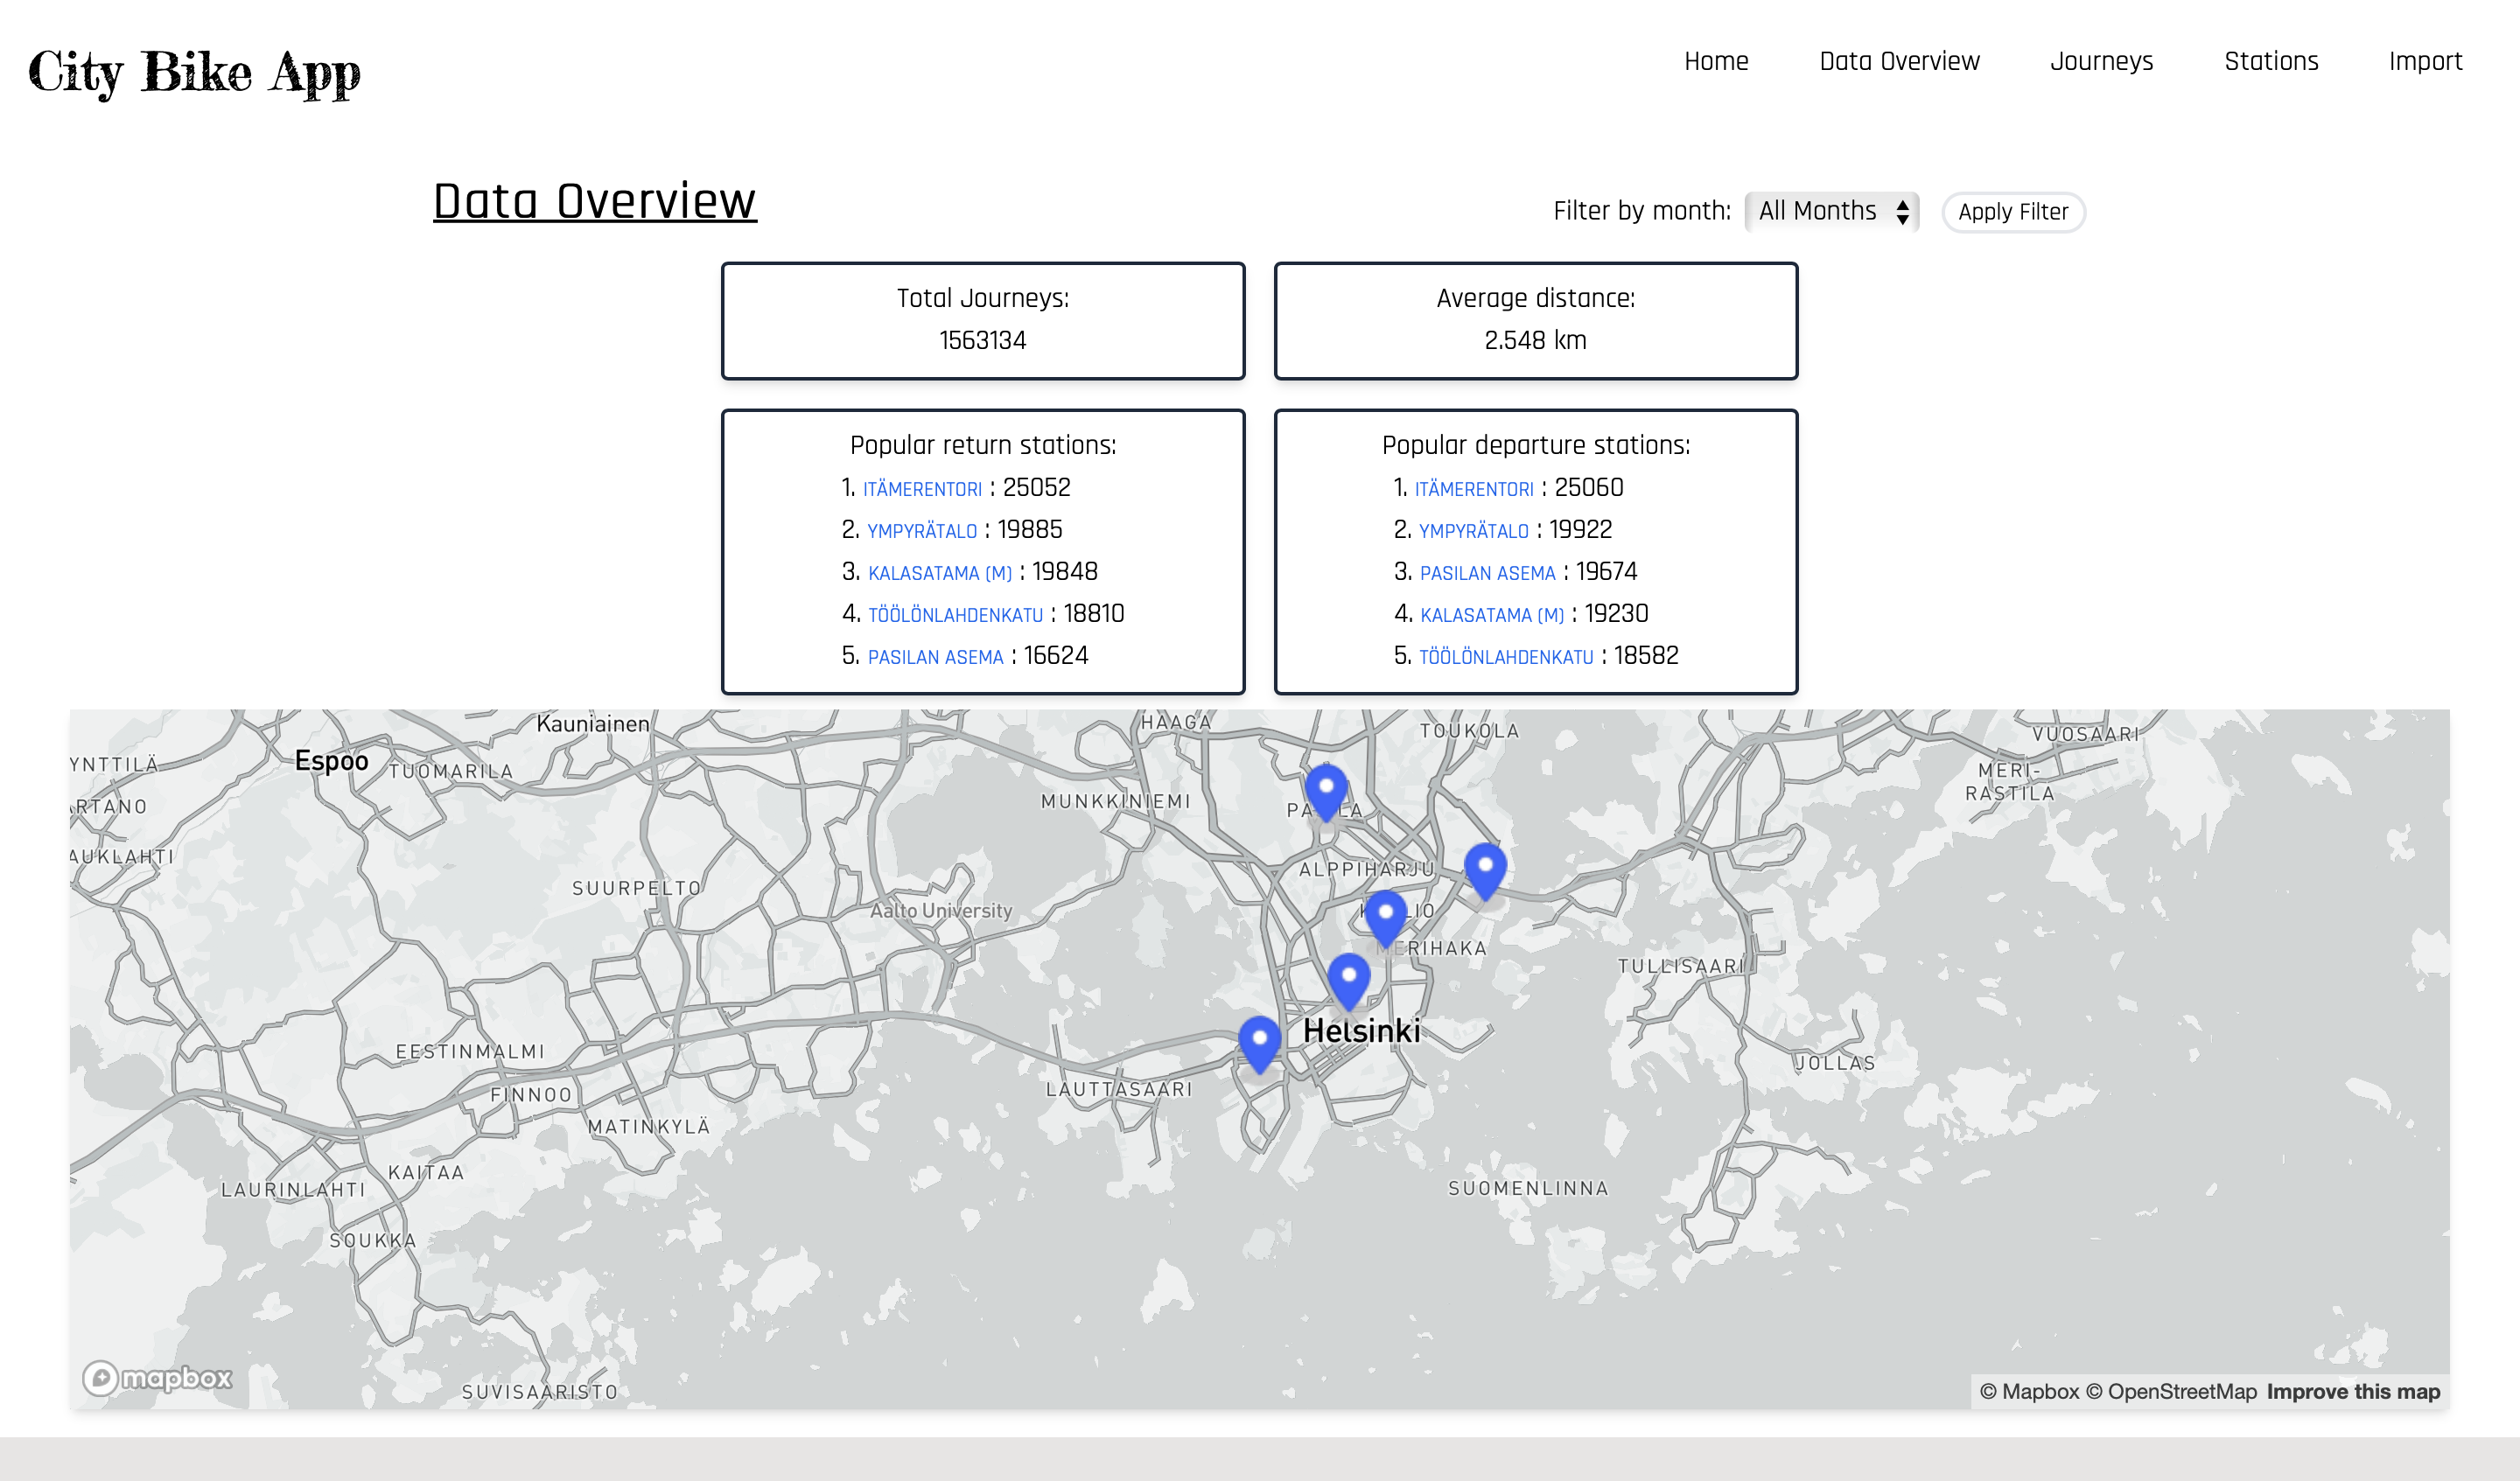 City Bike App
Home Data Overview Journeys Stations Import
Data Overview
Filter by month: All Months Apply Filter
Total Journeys:
1563134
Average distance:
2.548 km
Popular return stations:
1. ITÄMERENTORI : 25052
2. YMPYRÄTALO : 19885
3. KALASATAMA (M) : 19848
4. TÖÖLÖNLAHDENKATU : 18810
5. PASILAN ASEMA : 16624
Popular departure stations:
1. ITÄMERENTORI : 25060
2. YMPYRÄTALO : 19922
3. PASILAN ASEMA : 19674
4. KALASATAMA (M) : 19230
5. TÖÖLÖNLAHDENKATU : 18582
Kauniainen
HAAGA
TOUKOLA
VUOSAARI
Espoo
YNTTILÄ
TUOMARILA
MERI-
RASTILA
MUNKKINIEMI
RTANO
AUKLAHTI
ALPPIHARJU
SUURPELTO
Aalto University
MERIHAKA
TULLISAARI
Helsinki
EESTINMALMI
JOLLAS
LAUTTASAARI
FINNOO
MATINKYLÄ
KAITAA
LAURINLAHTI
SUOMENLINNA
SOUKKA
mapbox
SUVISAARISTO
© Mapbox © OpenStreetMap Improve this map